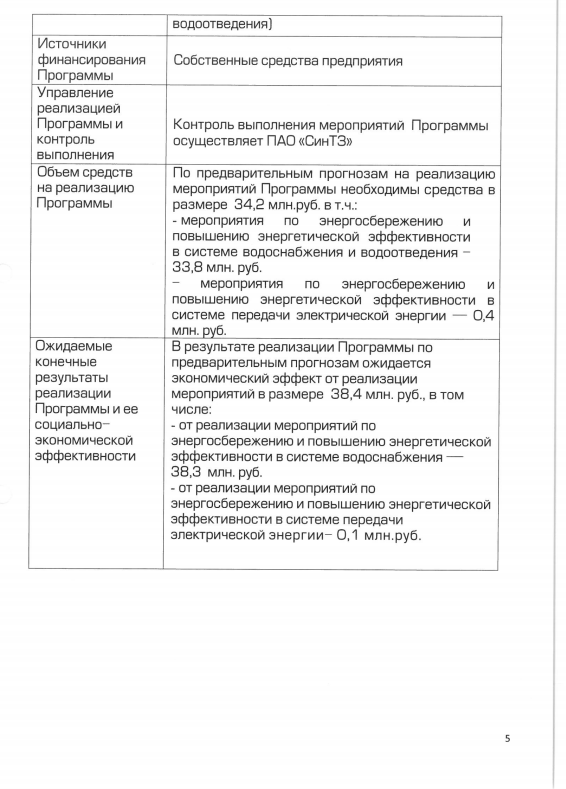 водоотведения)
Источники
финансирования
Программы
Собственные средства предприятия
Управление
реализацией
Программы и
контроль
выполнения
Контроль выполнения мероприятий Программы
осуществляет ПАО «СинТЗ»
Объем средств
на реализацию
Программы
По предварительным прогнозам на реализацию
мероприятий Программы необходимы средства в
размере 34,2 млн.руб. в т.ч.:
- мероприятия по энергосбережению и
повышению энергетической эффективности
в системе водоснабжения и водоотведения –
33,8 млн. руб.
– мероприятия по энергосбережению и
повышению энергетической эффективности в
системе передачи электрической энергии — 0,4
млн. руб.
Ожидаемые
конечные
результаты
реализации
Программы и ее
социально-
экономической
эффективности
В результате реализации Программы по
предварительным прогнозам ожидается
экономический эффект от реализации
мероприятий в размере 38,4 млн. руб., в том
числе:
- от реализации мероприятий по
энергосбережению и повышению энергетической
эффективности в системе водоснабжения —
38,3 млн. руб.
- от реализации мероприятий по
энергосбережению и повышению энергетической
эффективности в системе передачи
электрической энергии– 0,1 млн.руб.
5